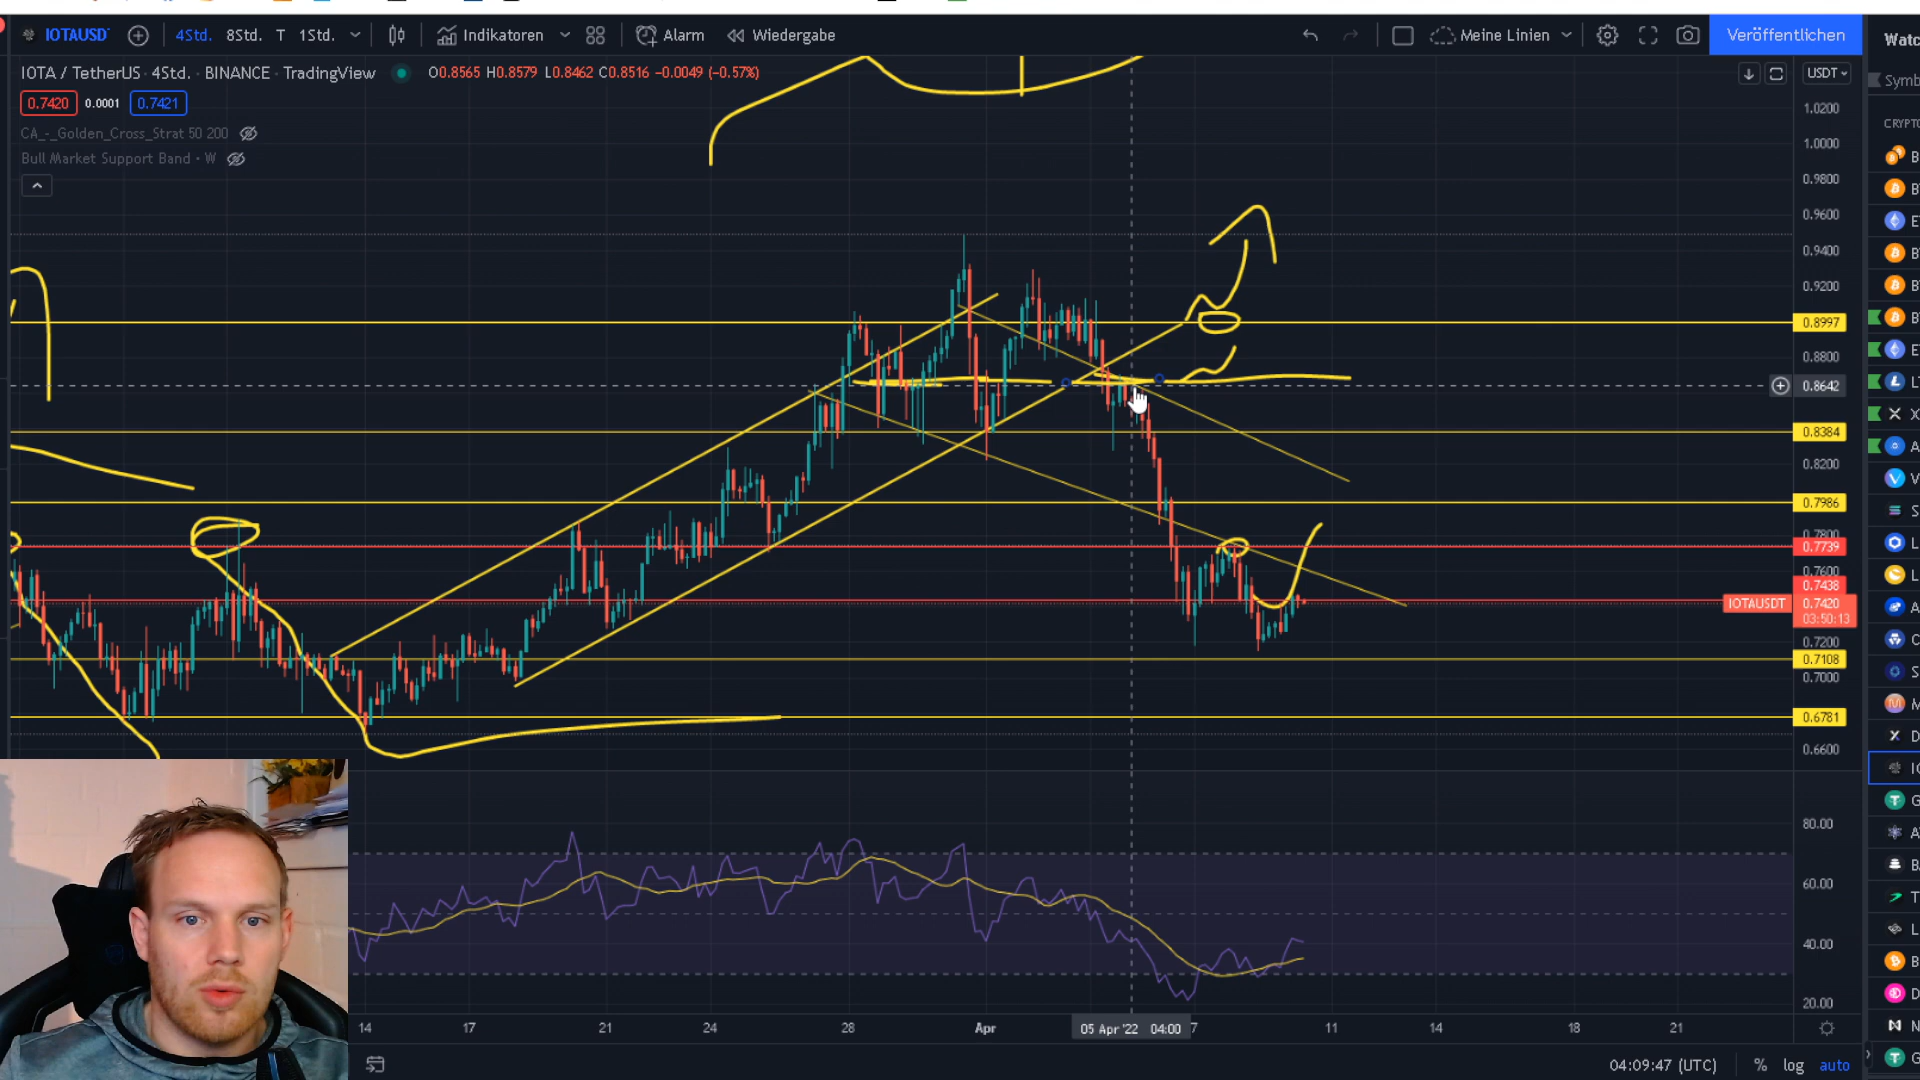 IOTAUSDT 4Std. 8Std. T 1Std. Indikatoren Alarm Wiedergabe Meine Linien Veröffentlichen
IOTA / TetherUS · 4Std. · BINANCE · TradingView O0.8565 H0.8579 L0.8462 C0.8516 -0.0049 (-0.57%)
USDT
0.7420 0.0001 0.7421
CA_-_Golden_Cross_Strat 50 200
Bull Market Support Band · W
1.0200
1.0000
0.9800
0.9600
0.9400
0.9200
0.8997
0.8800
0.8642
0.8384
0.8200
0.7986
0.7800
0.7739
0.7600
0.7438
IOTAUSDT 0.7420
03:50:13
0.7200
0.7108
0.7000
0.6781
0.6600
80.00
60.00
40.00
20.00
14 17 21 24 28 Apr 05 Apr '22 04:00 7 11 14 18 21
04:09:47 (UTC) % log auto